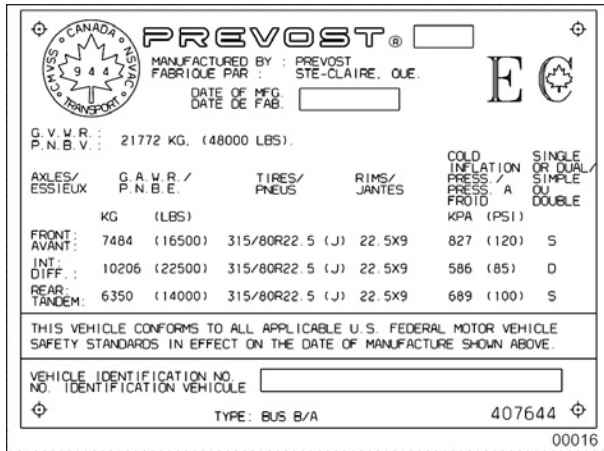 CANADA
CMVSS NSVAC
944
TRANSPORT
PREVOST®
MANUFACTURED BY : PREVOST
FABRIQUE PAR : STE-CLAIRE, QUE.
DATE OF MFG.
DATE DE FAB.
EC
G.V.W.R. :
P.N.B.V. : 21772 KG, (48000 LBS).
AXLES/ G.A.W.R./ TIRES/ RIMS/ COLD INFLATION PRESS./ SINGLE OR DUAL/
ESSIEUX P.N.B.E. PNEUS JANTES PRESS. A FROID SIMPLE OU DOUBLE
KG (LBS) KPA (PSI)
FRONT:
AVANT: 7484 (16500) 315/80R22.5 (J) 22.5X9 827 (120) S
INT:
DIFF.: 10206 (22500) 315/80R22.5 (J) 22.5X9 586 (85) D
REAR:
TANDEM: 6350 (14000) 315/80R22.5 (J) 22.5X9 689 (100) S
THIS VEHICLE CONFORMS TO ALL APPLICABLE U.S. FEDERAL MOTOR VEHICLE
SAFETY STANDARDS IN EFFECT ON THE DATE OF MANUFACTURE SHOWN ABOVE.
VEHICLE IDENTIFICATION NO.
NO. IDENTIFICATION VEHICULE
TYPE: BUS B/A 407644
00016